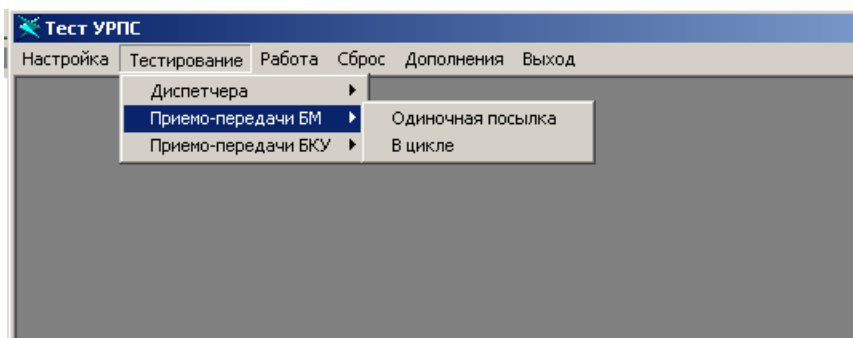 Тест УРПС
Настройка Тестирование Работа Сброс Дополнения Выход
Диспетчера
Приемо-передачи БМ Одиночная посылка
Приемо-передачи БКУ В цикле